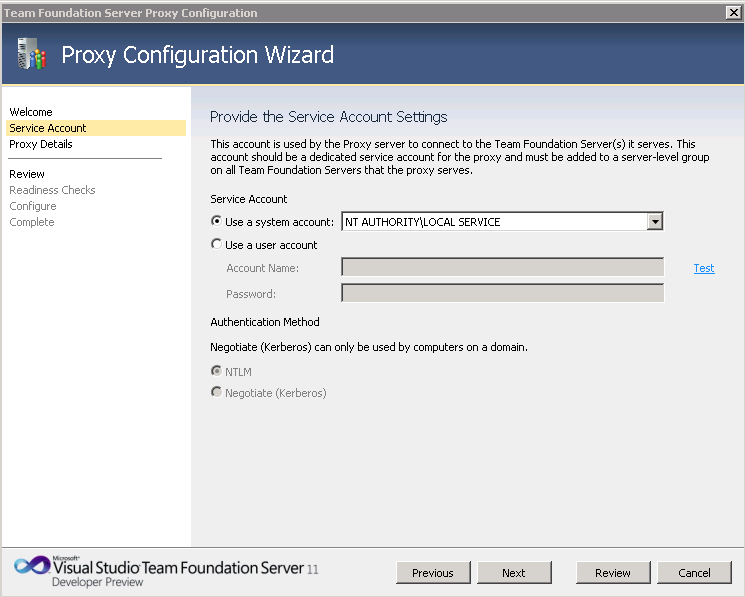 Team Foundation Server Proxy Configuration
Proxy Configuration Wizard
Welcome
Service Account
Proxy Details
Review
Readiness Checks
Configure
Complete
Provide the Service Account Settings
This account is used by the Proxy server to connect to the Team Foundation Server(s) it serves. This
account should be a dedicated service account for the proxy and must be added to a server-level group
on all Team Foundation Servers that the proxy serves.
Service Account
Use a system account: NT AUTHORITY\LOCAL SERVICE
Use a user account
Account Name: Test
Password:
Authentication Method
Negotiate (Kerberos) can only be used by computers on a domain.
NTLM
Negotiate (Kerberos)
Microsoft®
Visual Studio® Team Foundation Server 11
Developer Preview
Previous Next Review Cancel